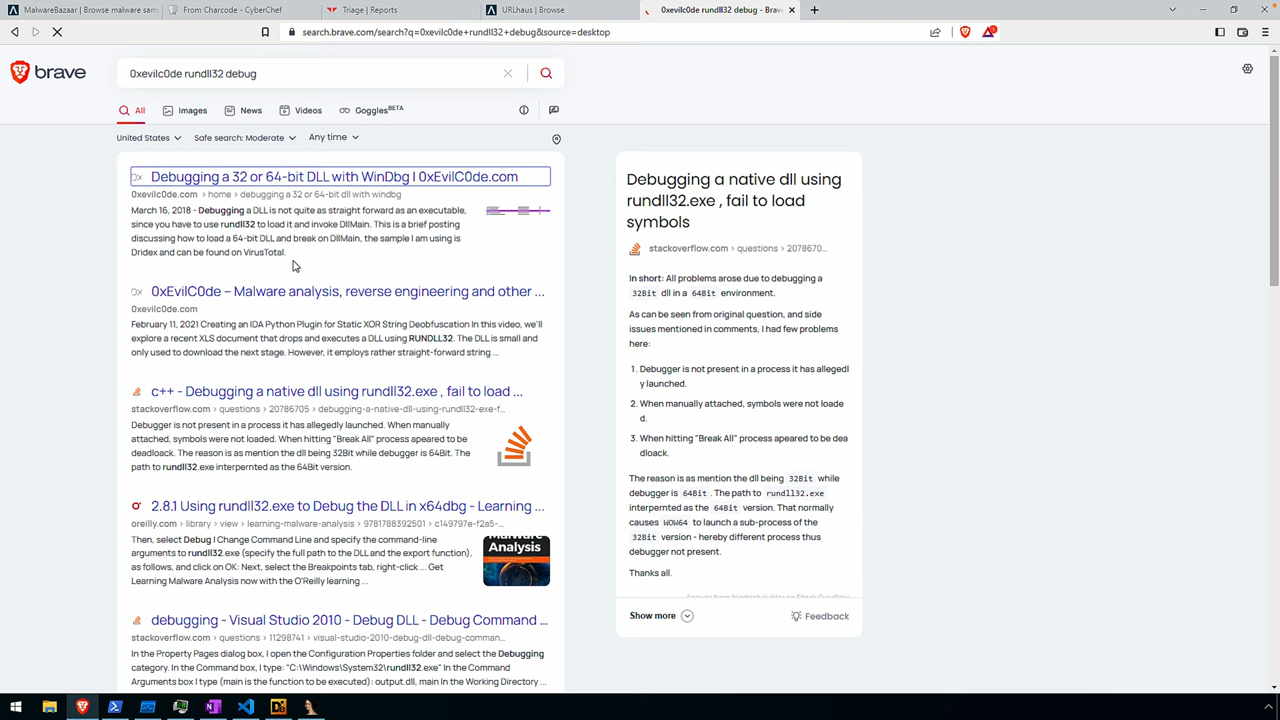 MalwareBazaar | Browse malware sam
From Charcode - CyberChef
Triage | Reports
URLhaus | Browse
0xevilc0de rundll32 debug - Brav
search.brave.com/search?q=0xevilc0de+rundll32+debug&source=desktop
brave
0xevilc0de rundll32 debug
All
Images
News
Videos
Goggles BETA
United States
Safe search: Moderate
Any time
Debugging a 32 or 64-bit DLL with WinDbg | 0xEvilC0de.com
0xevilc0de.com › home › debugging a 32 or 64-bit dll with windbg
March 16, 2018 - Debugging a DLL is not quite as straight forward as an executable,
since you have to use rundll32 to load it and invoke DllMain. This is a brief posting
discussing how to load a 64-bit DLL and break on DllMain, the sample I am using is
Dridex and can be found on VirusTotal.
0xEvilC0de – Malware analysis, reverse engineering and other ...
0xevilc0de.com
February 11, 2021 Creating an IDA Python Plugin for Static XOR String Deobfuscation In this video, we'll
explore a recent XLS document that drops and executes a DLL using RUNDLL32. The DLL is small and
only used to download the next stage. However, it employs rather straight-forward string ...
c++ - Debugging a native dll using rundll32.exe, fail to load ...
stackoverflow.com › questions › 20786705 › debugging-a-native-dll-using-rundll32-exe-f...
Debugger is not present in a process it has allegedly launched. When manually
attached, symbols were not loaded. When hitting "Break All" process apeared to be
deadloack. The reason is as mention the dll being 32Bit while debugger is 64Bit. The
path to rundll32.exe interpernted as the 64Bit version.
2.8.1 Using rundll32.exe to Debug the DLL in x64dbg - Learning ...
oreilly.com › library › view › learning-malware-analysis › 9781788392501 › c149797e-f2a5-...
Then, select Debug | Change Command Line and specify the command-line
arguments to rundll32.exe (specify the full path to the DLL and the export function),
as follows, and click on OK: Next, select the Breakpoints tab, right-click ... Get
Learning Malware Analysis now with the O'Reilly learning ...
Malware
Analysis
debugging - Visual Studio 2010 - Debug DLL - Debug Command ...
stackoverflow.com › questions › 11298741 › visual-studio-2010-debug-dll-debug-comman...
In the Property Pages dialog box, I open the Configuration Properties folder and select the Debugging
category. In the Command box, I type: "C:\Windows\System32\rundll32.exe" In the Command
Arguments box I type (main is the function to be executed): output.dll, main In the Working Directory ...
Debugging a native dll using
rundll32.exe , fail to load
symbols
stackoverflow.com › questions › 2078670...
In short: All problems arose due to debugging a
32Bit dll in a 64Bit environment.
As can be seen from original question, and side
issues mentioned in comments, I had few problems
here:
1. Debugger is not present in a process it has allegedl
y launched.
2. When manually attached, symbols were not loade
d.
3. When hitting "Break All" process apeared to be dea
dloack.
The reason is as mention the dll being 32Bit while
debugger is 64Bit. The path to rundll32.exe
interpernted as the 64Bit version. That normally
causes WOW64 to launch a sub-process of the
32Bit version - hereby different process thus
debugger not present.
Thanks all.
Show more
Feedback